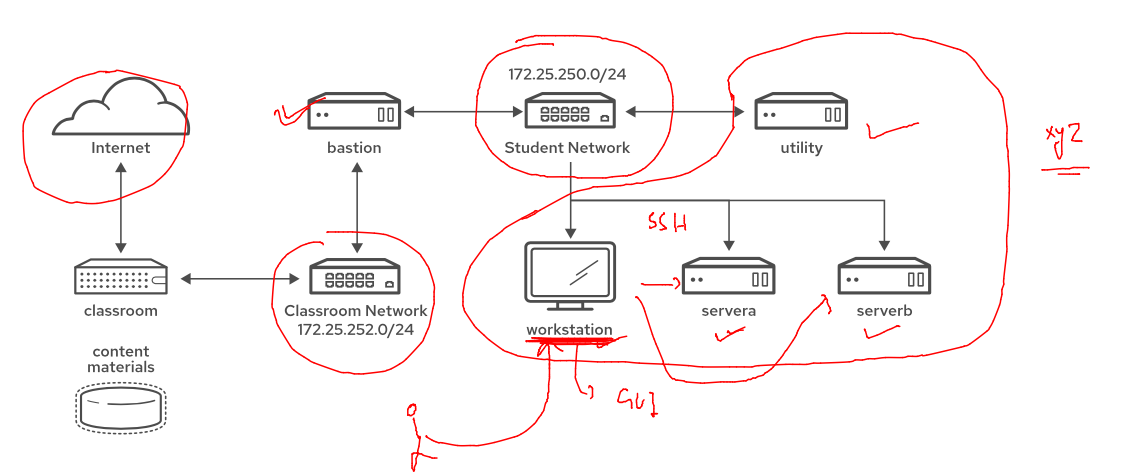 172.25.250.0/24
Internet
bastion
Student Network
utility
xyz
SSH
classroom
Classroom Network
172.25.252.0/24
workstation
servera
serverb
content
materials
GUI